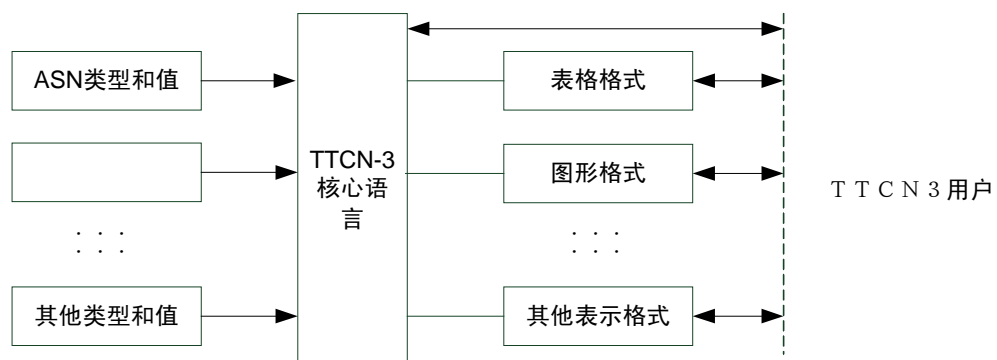 ASN类型和值
TTCN-3
核心语
言
其他类型和值
表格格式
图形格式
其他表示格式
ＴＴＣＮ３用户